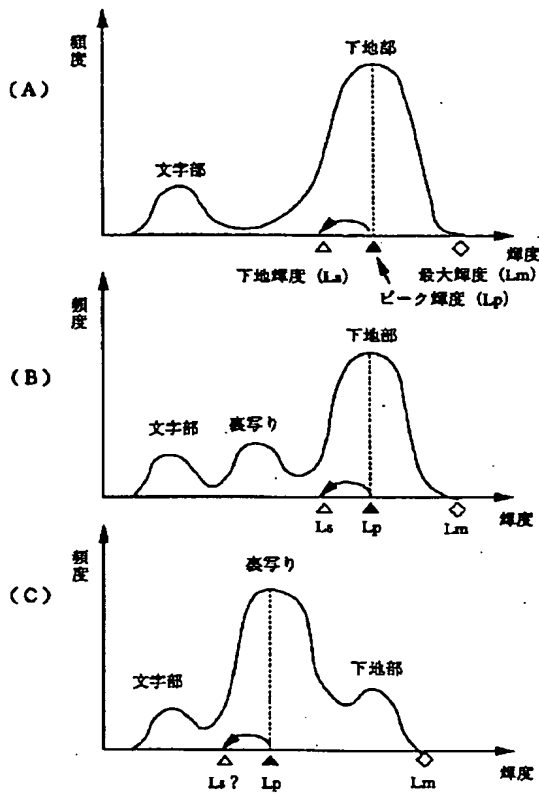 (A)
頻度
下地部
文字部
輝度
下地輝度 (Ls)
最大輝度 (Lm)
ピーク輝度 (Lp)
(B)
頻度
下地部
文字部
裏写り
Ls
Lp
Lm
輝度
(C)
頻度
裏写り
文字部
下地部
Ls ?
Lp
Lm
輝度